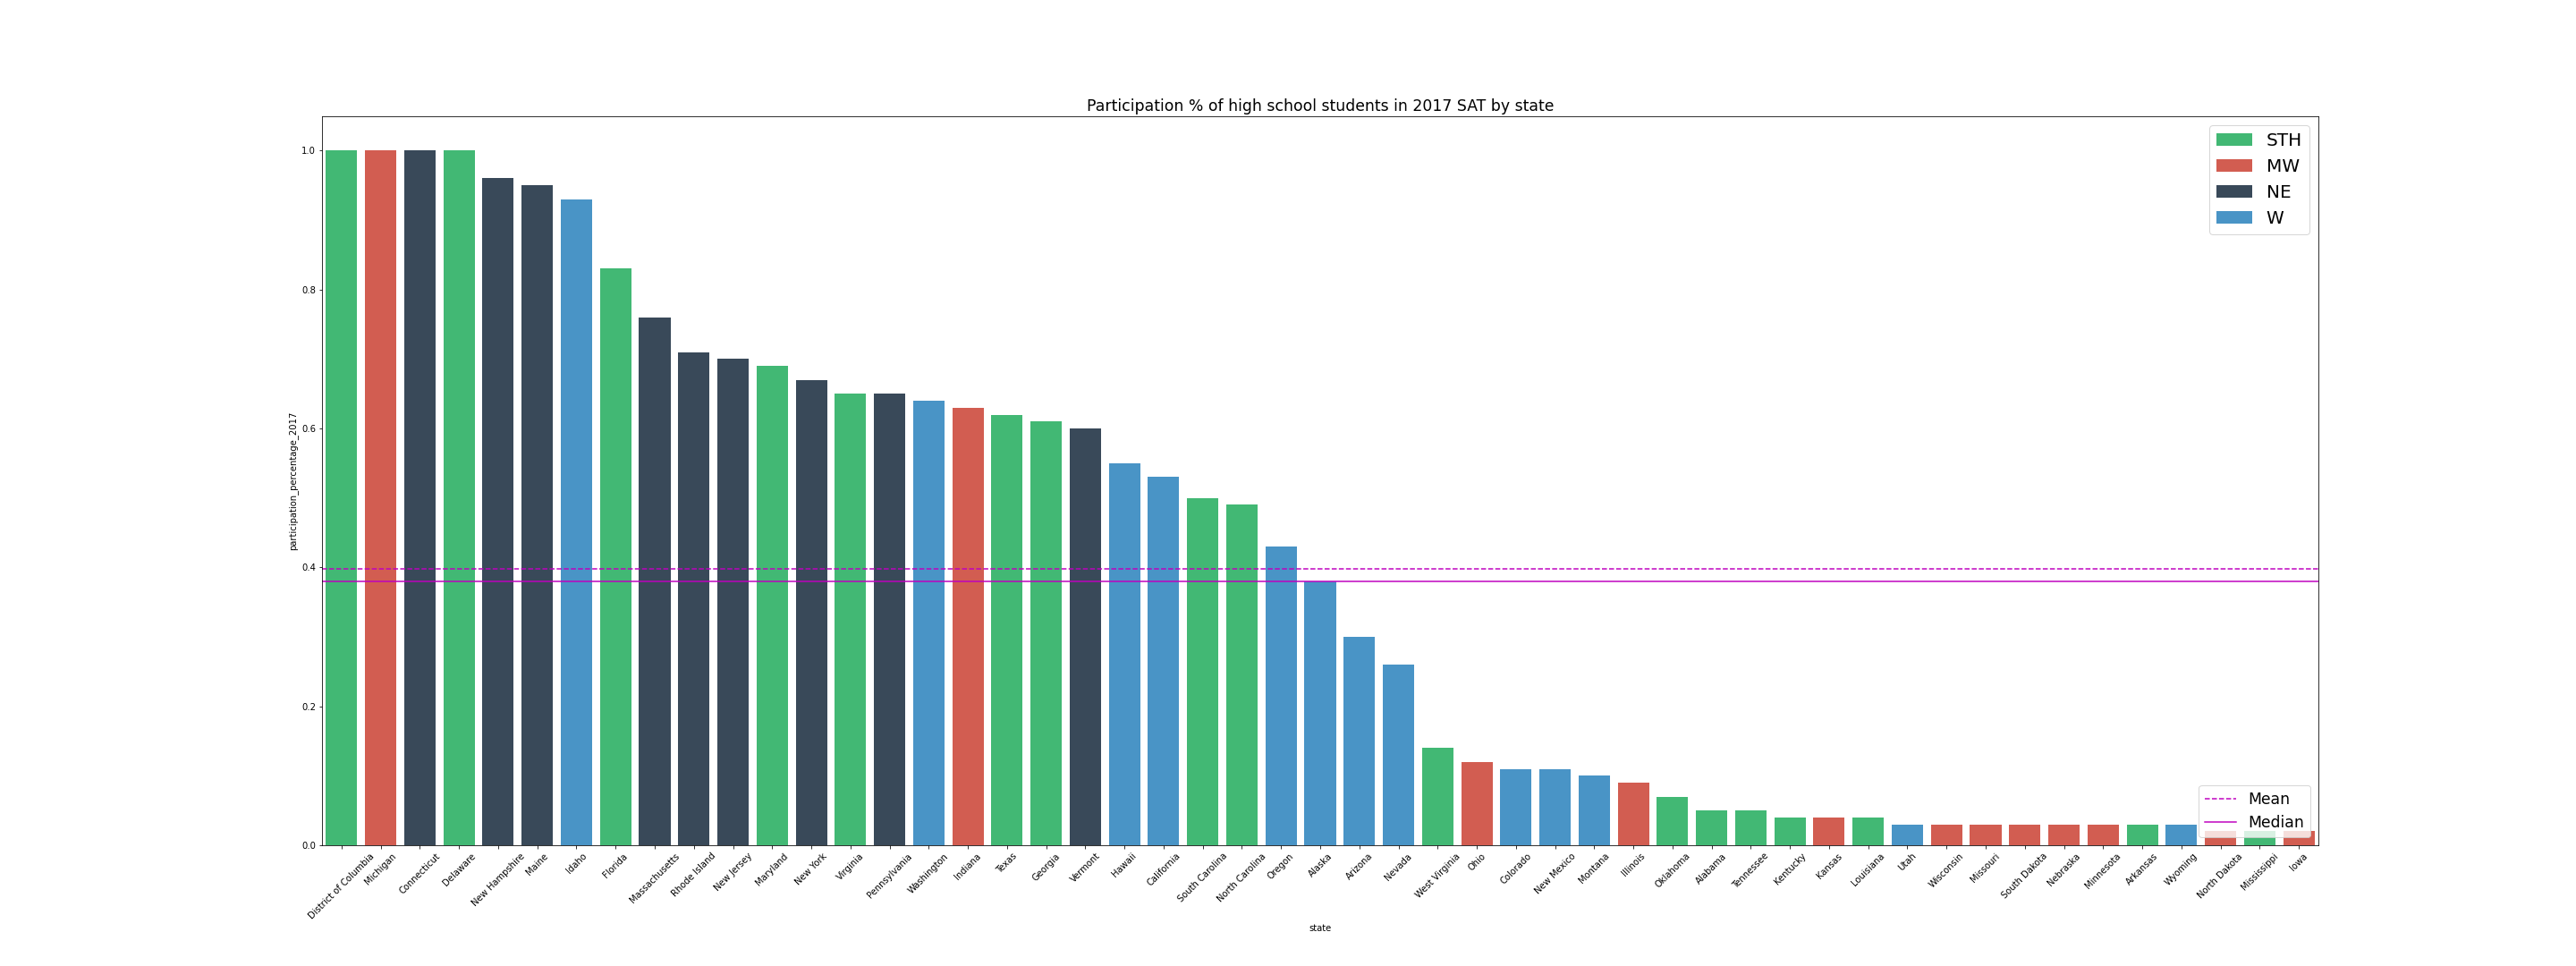 Participation % of high school students in 2017 SAT by state
participation_percentage_2017
1.0
0.8
0.6
0.4
0.2
0.0
STH
MW
NE
W
Mean
Median
District of Columbia
Michigan
Connecticut
Delaware
New Hampshire
Maine
Idaho
Florida
Massachusetts
Rhode Island
New Jersey
Maryland
New York
Virginia
Pennsylvania
Washington
Indiana
Texas
Georgia
Vermont
Hawaii
California
South Carolina
North Carolina
Oregon
Alaska
Arizona
Nevada
West Virginia
Ohio
Colorado
New Mexico
Montana
Illinois
Oklahoma
Alabama
Tennessee
Kentucky
Kansas
Louisiana
Utah
Wisconsin
Missouri
South Dakota
Nebraska
Minnesota
Arkansas
Wyoming
North Dakota
Mississippi
Iowa
state